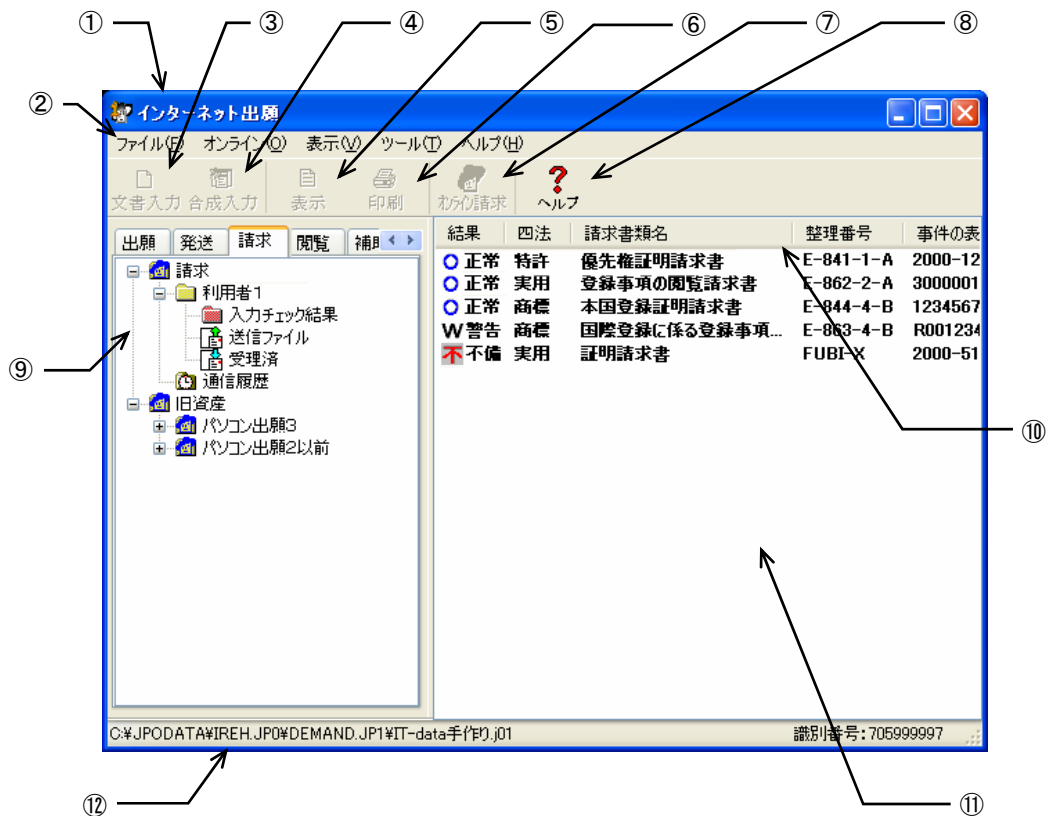 ① ③ ④ ⑤ ⑥ ⑦ ⑧
②
インターネット出願
ファイル(F) オンライン(O) 表示(V) ツール(T) ヘルプ(H)
文書入力 合成入力 表示 印刷 オンライン請求 ヘルプ
出願 発送 請求 閲覧
結果 四法 請求書類名 整理番号 事件の表
○ 正常 特許 優先権証明請求書 E-841-1-A 2000-12
○ 正常 実用 登録事項の閲覧請求書 E-862-2-A 3000001
○ 正常 商標 本国登録証明請求書 E-844-4-B 1234567
W 警告 商標 国際登録に係る登録事項... E-863-4-B R001234
不 不備 実用 証明請求書 FUBI-X 2000-51
請求
利用者1
入力チェック結果
送信ファイル
受理済
通信履歴
旧資産
パソコン出願3
パソコン出願2以前
⑨
⑩
C:¥JPODATA¥IREH.JP0¥DEMAND.JP1¥IT-data手作り.j01 識別番号:705999997
⑫ ⑪